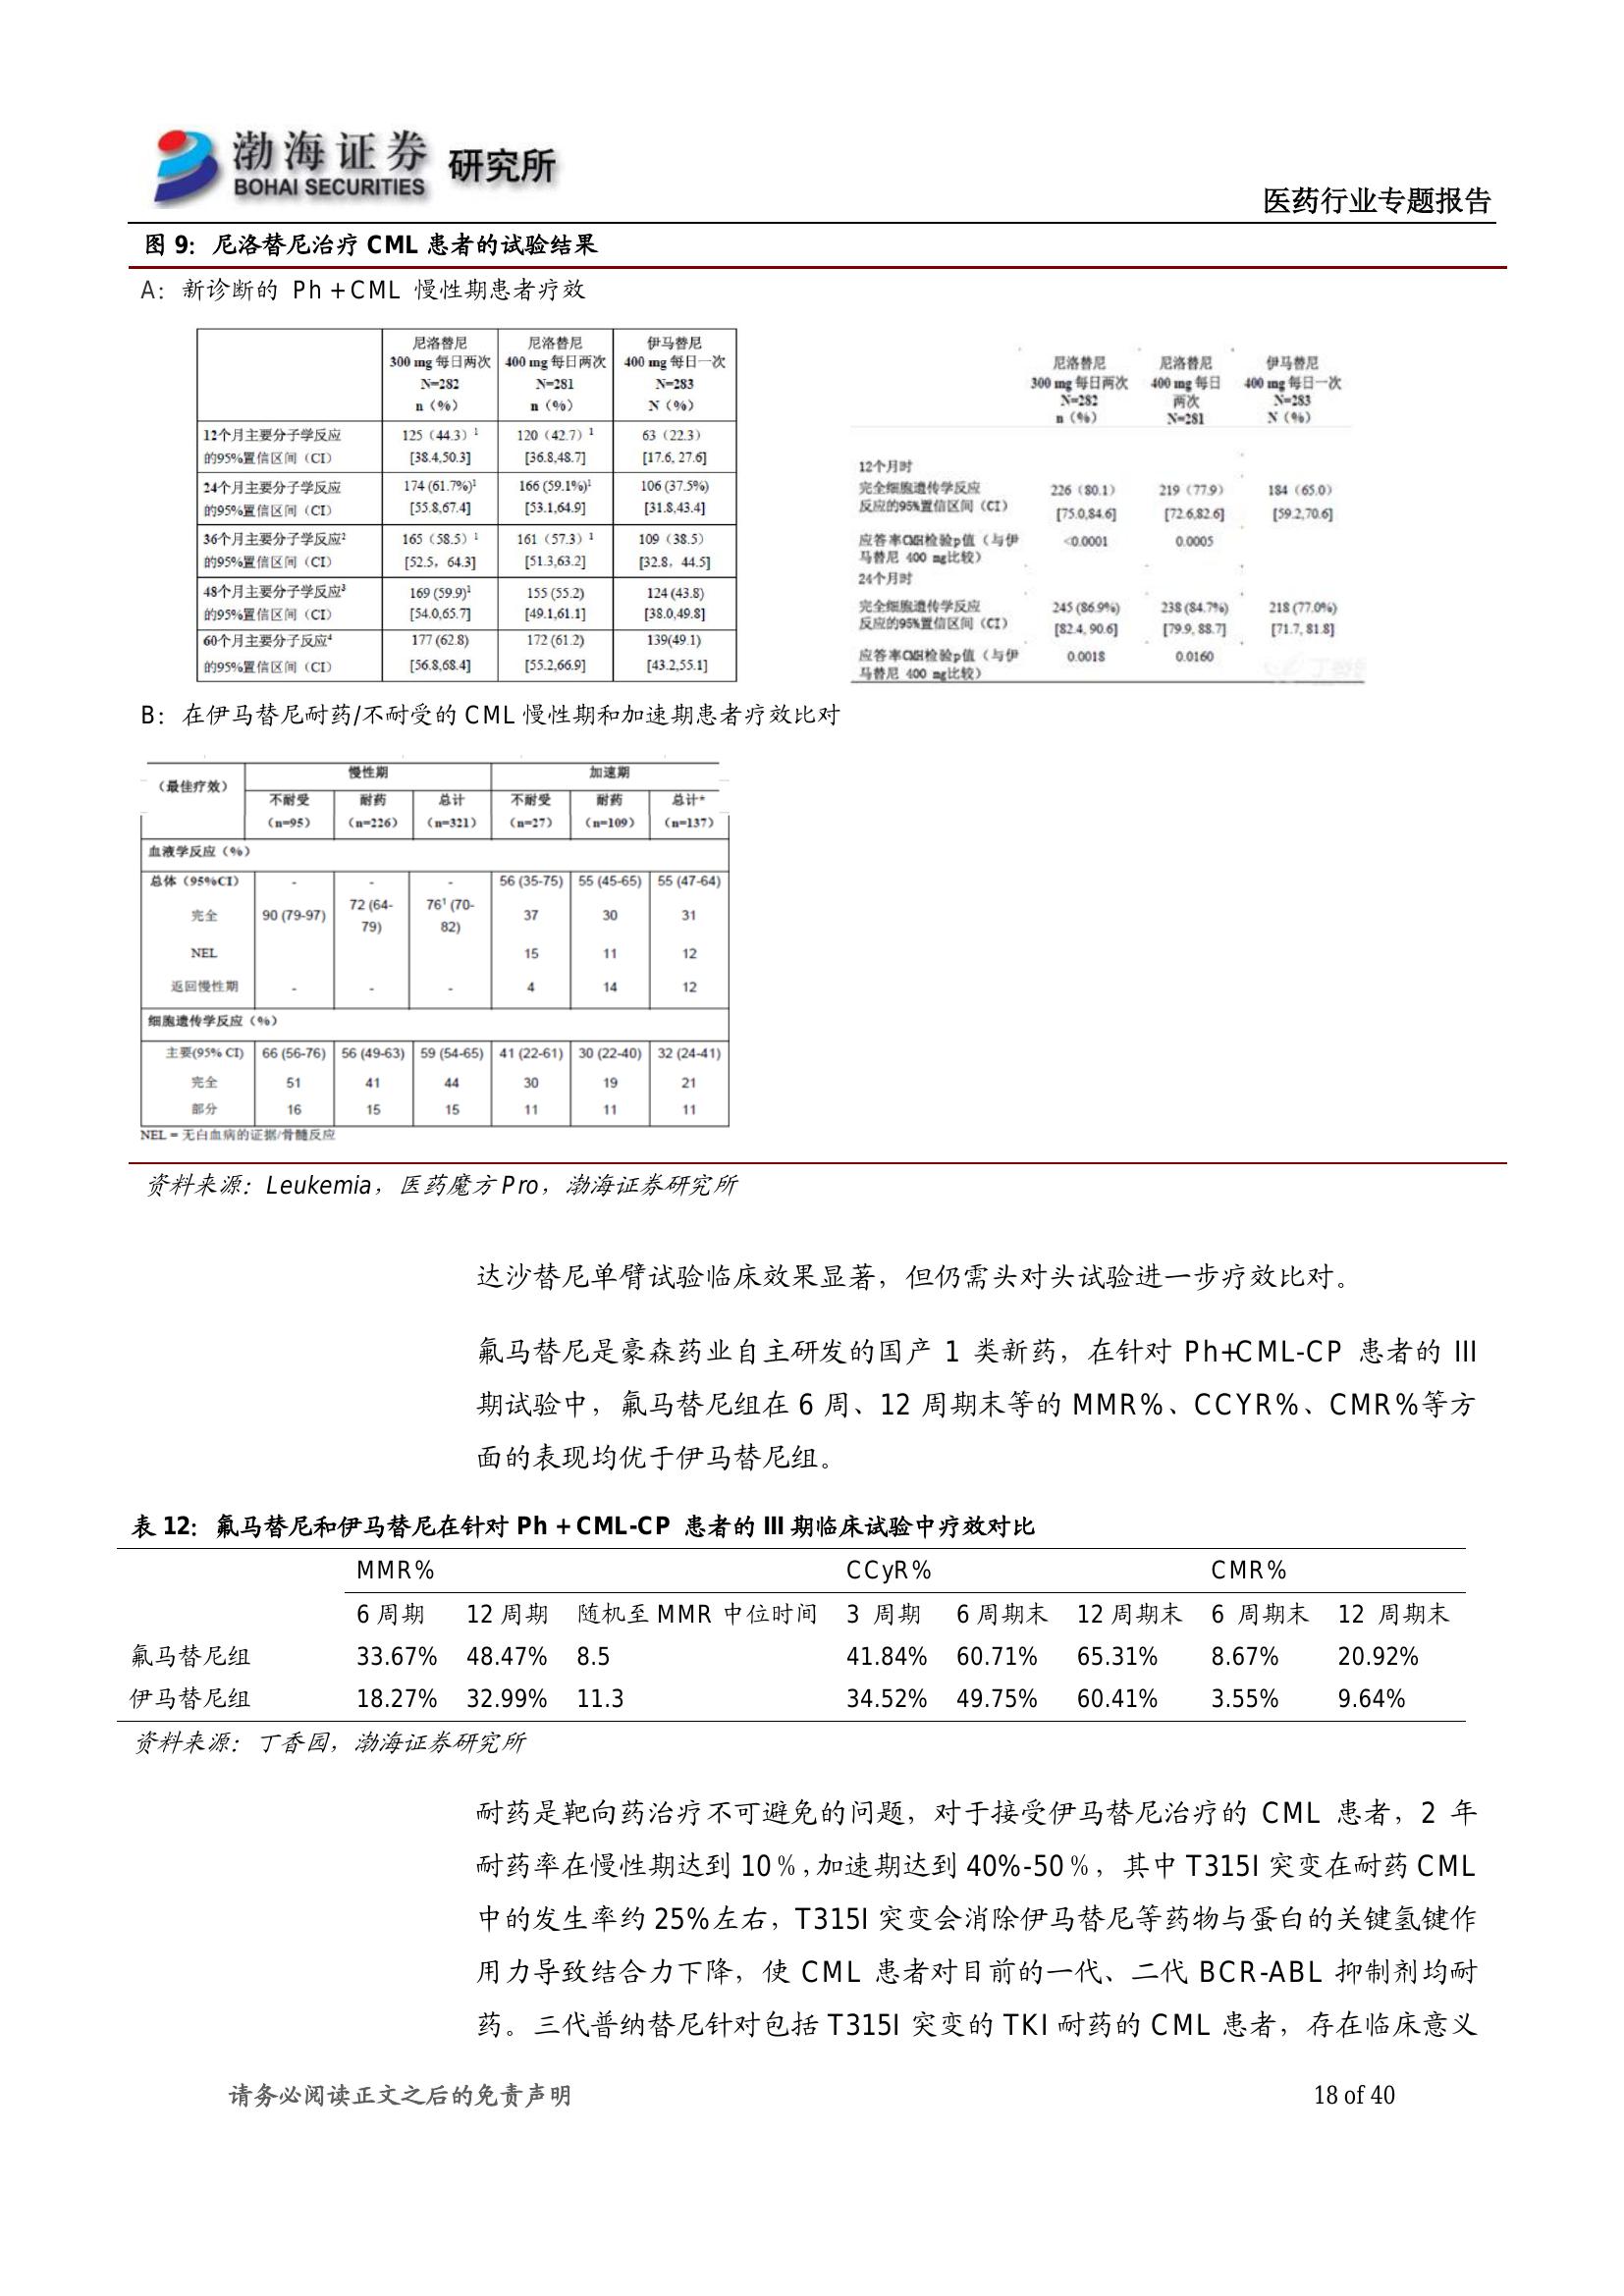 渤海证券 研究所
BOHAI SECURITIES
医药行业专题报告
图 9：尼洛替尼治疗 CML 患者的试验结果
A：新诊断的 Ph + CML 慢性期患者疗效
尼洛替尼 尼洛替尼 伊马替尼
300 mg 每日两次 400 mg 每日两次 400 mg 每日一次
N=282 N=281 N=283
n（%） n（%） N（%）
12个月主要分子学反应 125（44.3）¹ 120（42.7）¹ 63（22.3）
的95%置信区间（CI） [38.4,50.3] [36.8,48.7] [17.6, 27.6]
24个月主要分子学反应 174 (61.7%)¹ 166 (59.1%)¹ 106 (37.5%)
的95%置信区间（CI） [55.8,67.4] [53.1,64.9] [31.8,43.4]
36个月主要分子学反应² 165（58.5）¹ 161（57.3）¹ 109（38.5）
的95%置信区间（CI） [52.5，64.3] [51.3,63.2] [32.8，44.5]
48个月主要分子学反应³ 169 (59.9)¹ 155 (55.2) 124 (43.8)
的95%置信区间（CI） [54.0,65.7] [49.1,61.1] [38.0,49.8]
60个月主要分子反应⁴ 177 (62.8) 172 (61.2) 139(49.1)
的95%置信区间（CI） [56.8,68.4] [55.2,66.9] [43.2,55.1]
尼洛替尼 尼洛替尼 伊马替尼
300 mg 每日两次 400 mg 每日 400 mg 每日一次
N=282 两次 N=283
n（%） N=281 N（%）
12个月时
完全细胞遗传学反应 226（80.1） 219（77.9） 184（65.0）
反应的95%置信区间（CI） [75.0,84.6] [72.6,82.6] [59.2,70.6]
应答率CMH检验p值（与伊 <0.0001 0.0005
马替尼 400 mg比较）
24个月时
完全细胞遗传学反应 245 (86.9%) 238 (84.7%) 218 (77.0%)
反应的95%置信区间（CI） [82.4, 90.6] [79.9, 88.7] [71.7, 81.8]
应答率CMH检验p值（与伊 0.0018 0.0160
马替尼 400 mg比较）
B：在伊马替尼耐药/不耐受的 CML 慢性期和加速期患者疗效比对
（最佳疗效） 慢性期 加速期
不耐受 耐药 总计 不耐受 耐药 总计*
（n=95） （n=226） （n=321） （n=27） （n=109） （n=137）
血液学反应（%）
总体（95%CI） - - - 56 (35-75) 55 (45-65) 55 (47-64)
完全 90 (79-97) 72 (64-79) 76¹ (70-82) 37 30 31
NEL 15 11 12
返回慢性期 - - - 4 14 12
细胞遗传学反应（%）
主要(95% CI) 66 (56-76) 56 (49-63) 59 (54-65) 41 (22-61) 30 (22-40) 32 (24-41)
完全 51 41 44 30 19 21
部分 16 15 15 11 11 11
NEL = 无白血病的证据/骨髓反应
资料来源：Leukemia，医药魔方 Pro，渤海证券研究所
达沙替尼单臂试验临床效果显著，但仍需头对头试验进一步疗效比对。
氟马替尼是豪森药业自主研发的国产 1 类新药，在针对 Ph+CML-CP 患者的 III
期试验中，氟马替尼组在 6 周、12 周期末等的 MMR%、CCYR%、CMR%等方
面的表现均优于伊马替尼组。
表 12：氟马替尼和伊马替尼在针对 Ph + CML-CP 患者的 III 期临床试验中疗效对比
MMR% CCyR% CMR%
6 周期 12 周期 随机至 MMR 中位时间 3 周期 6 周期末 12 周期末 6 周期末 12 周期末
氟马替尼组 33.67% 48.47% 8.5 41.84% 60.71% 65.31% 8.67% 20.92%
伊马替尼组 18.27% 32.99% 11.3 34.52% 49.75% 60.41% 3.55% 9.64%
资料来源：丁香园，渤海证券研究所
耐药是靶向药治疗不可避免的问题，对于接受伊马替尼治疗的 CML 患者，2 年
耐药率在慢性期达到 10％,加速期达到 40%-50％，其中 T315I 突变在耐药 CML
中的发生率约 25%左右，T315I 突变会消除伊马替尼等药物与蛋白的关键氢键作
用力导致结合力下降，使 CML 患者对目前的一代、二代 BCR-ABL 抑制剂均耐
药。三代普纳替尼针对包括 T315I 突变的 TKI 耐药的 CML 患者，存在临床意义
请务必阅读正文之后的免责声明
18 of 40